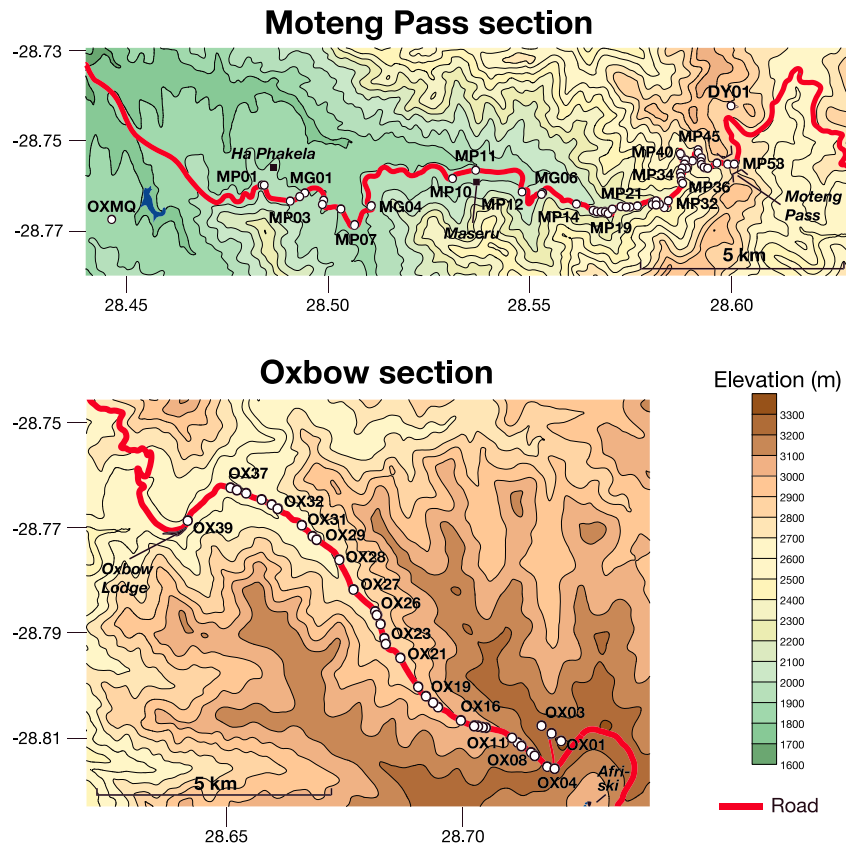 Moteng Pass section
-28.73
-28.75
-28.77
DY01
MP45
MP40
MP53
MP34
MP36
MP32
Moteng
Pass
Ha Phakela
MP01
MG01
MP03
OXMQ
MP07
MG04
MP11
MP10
MG06
MP12
Maseru
MP14
MP21
MP19
5 km
28.45
28.50
28.55
28.60
Oxbow section
-28.75
-28.77
-28.79
-28.81
OX37
OX32
OX39
OX31
OX29
OX28
Oxbow
Lodge
OX27
OX26
OX23
OX21
OX19
OX16
OX03
OX11
OX01
OX08
OX04
Afri-
ski
5 km
28.65
28.70
Elevation (m)
3300
3200
3100
3000
2900
2800
2700
2600
2500
2400
2300
2200
2100
2000
1900
1800
1700
1600
Road